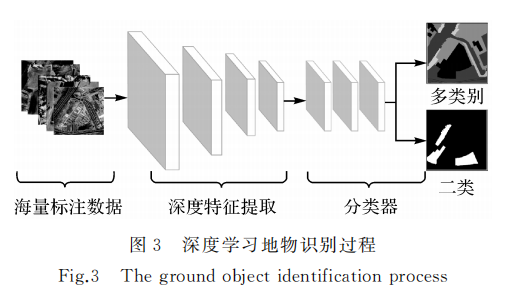 多类别
二类
海量标注数据
深度特征提取
分类器
图 3 深度学习地物识别过程
Fig.3 The ground object identification process